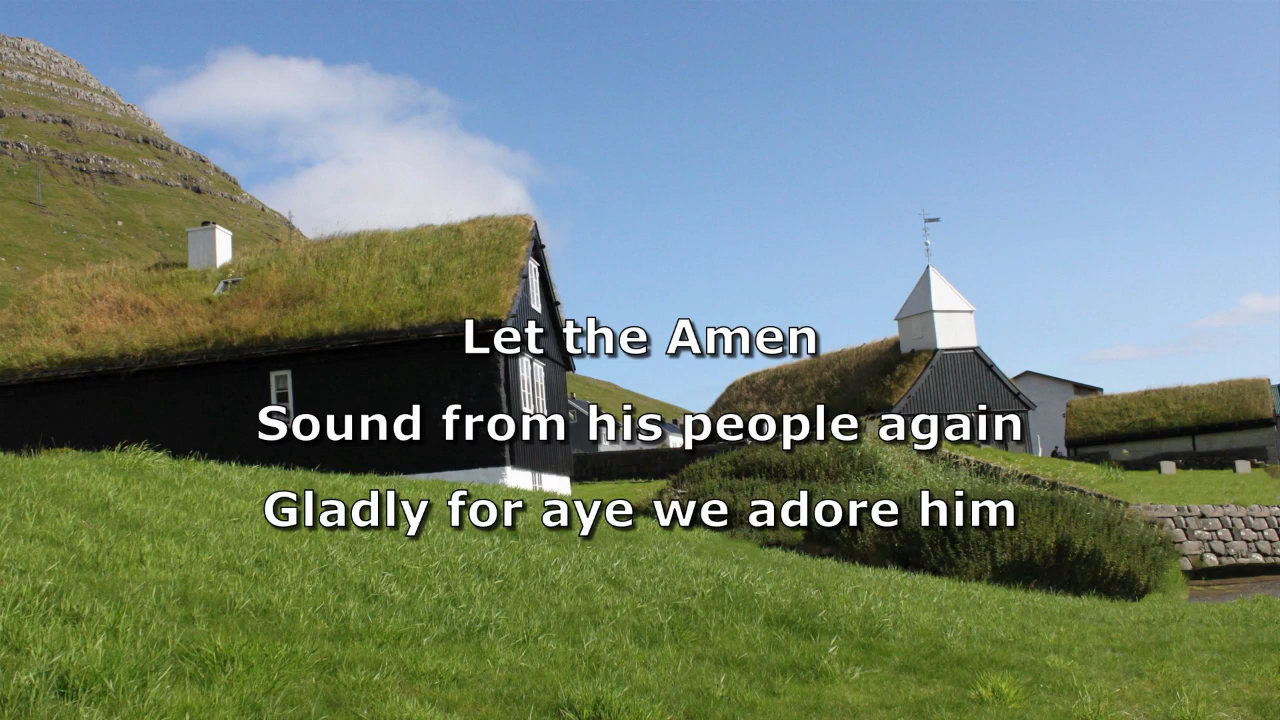 Let the Amen
Sound from his people again
Gladly for aye we adore him